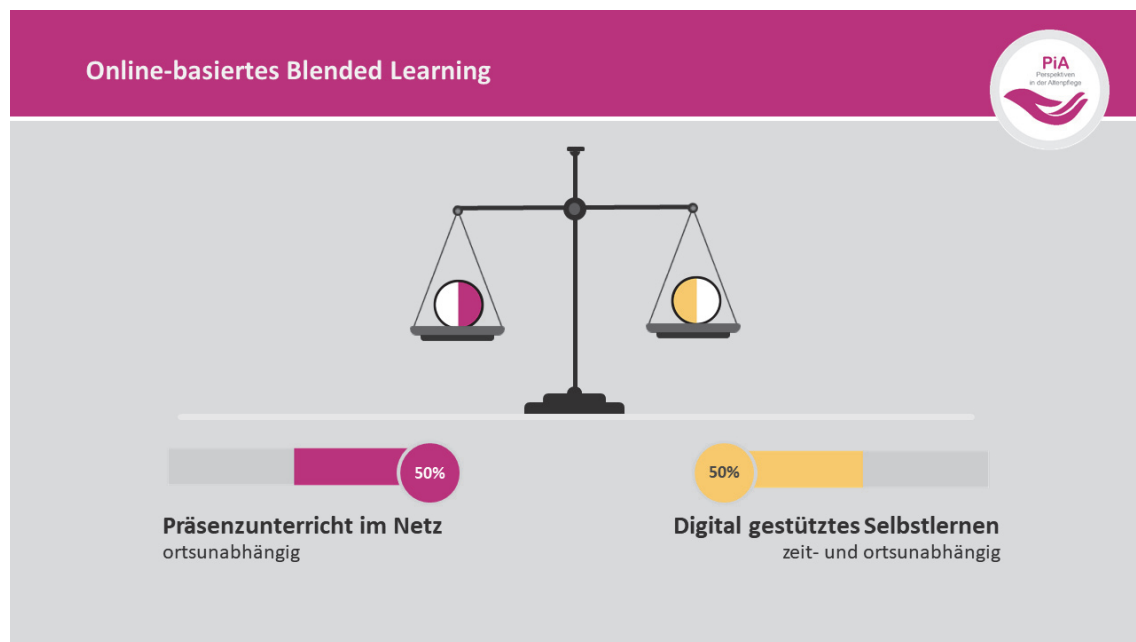 Online-basiertes Blended Learning
PiA
Perspektiven
in der Altenpflege
50%
50%
Präsenzunterricht im Netz
ortsunabhängig
Digital gestütztes Selbstlernen
zeit- und ortsunabhängig